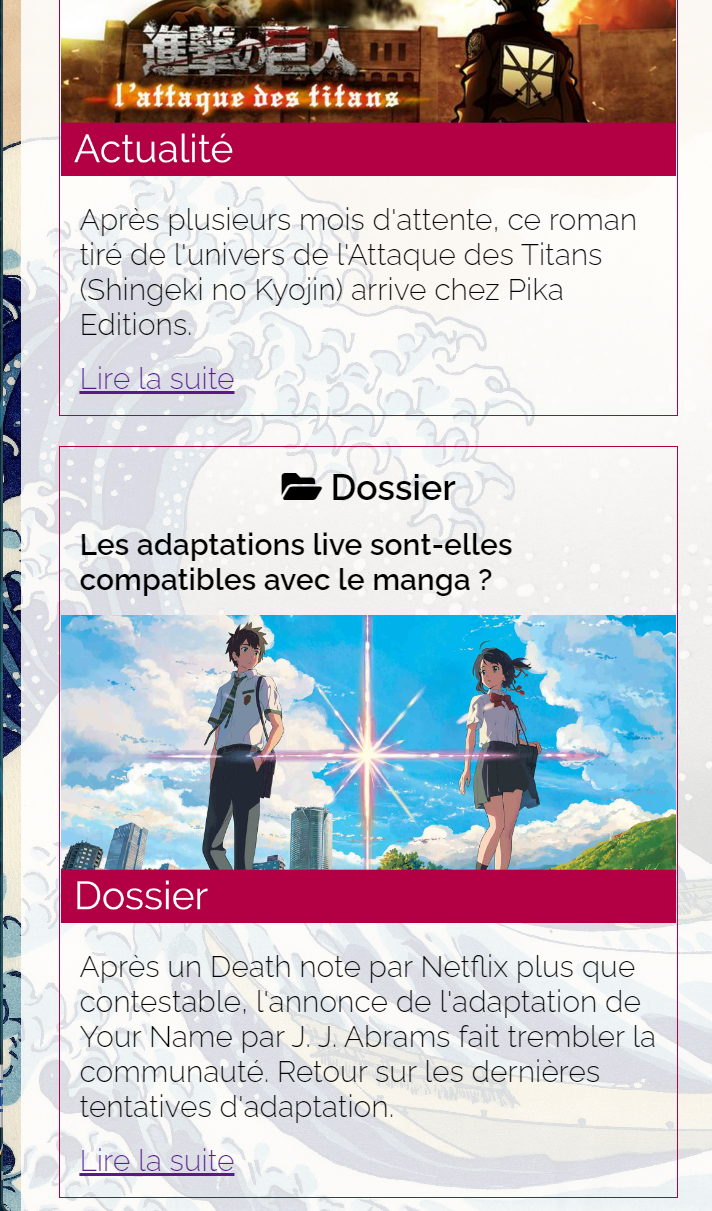 進撃の巨人
l'attaque des titans
Actualité
Après plusieurs mois d'attente, ce roman
tiré de l'univers de l'Attaque des Titans
(Shingeki no Kyojin) arrive chez Pika
Editions.
Lire la suite
Dossier
Les adaptations live sont-elles
compatibles avec le manga ?
Dossier
Après un Death note par Netflix plus que
contestable, l'annonce de l'adaptation de
Your Name par J. J. Abrams fait trembler la
communauté. Retour sur les dernières
tentatives d'adaptation.
Lire la suite